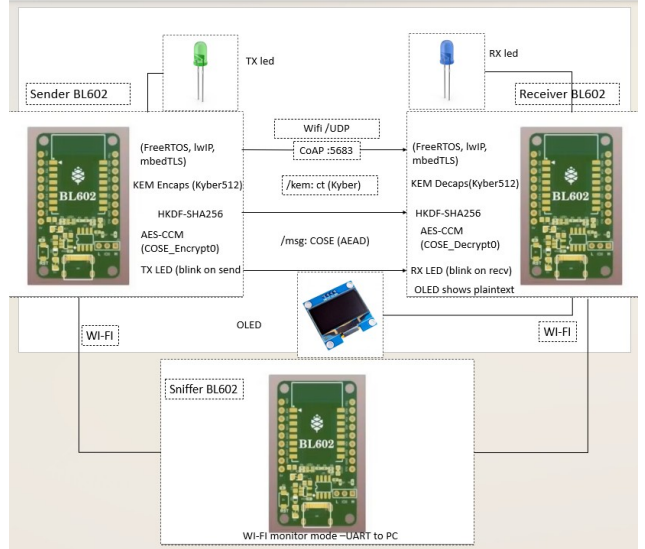 TX led
RX led
Sender BL602
Receiver BL602
Wifi /UDP
CoAP :5683
(FreeRTOS, lwIP,
mbedTLS)
(FreeRTOS, lwIP,
mbedTLS)
KEM Encaps (Kyber512)
/kem: ct (Kyber)
KEM Decaps(Kyber512)
HKDF-SHA256
HKDF-SHA256
AES-CCM
(COSE_Encrypt0)
/msg: COSE (AEAD)
AES-CCM
(COSE_Decrypt0)
TX LED (blink on send)
RX LED (blink on recv)
OLED shows plaintext
BL602
BL602
OLED
WI-FI
WI-FI
Sniffer BL602
BL602
WI-FI monitor mode –UART to PC